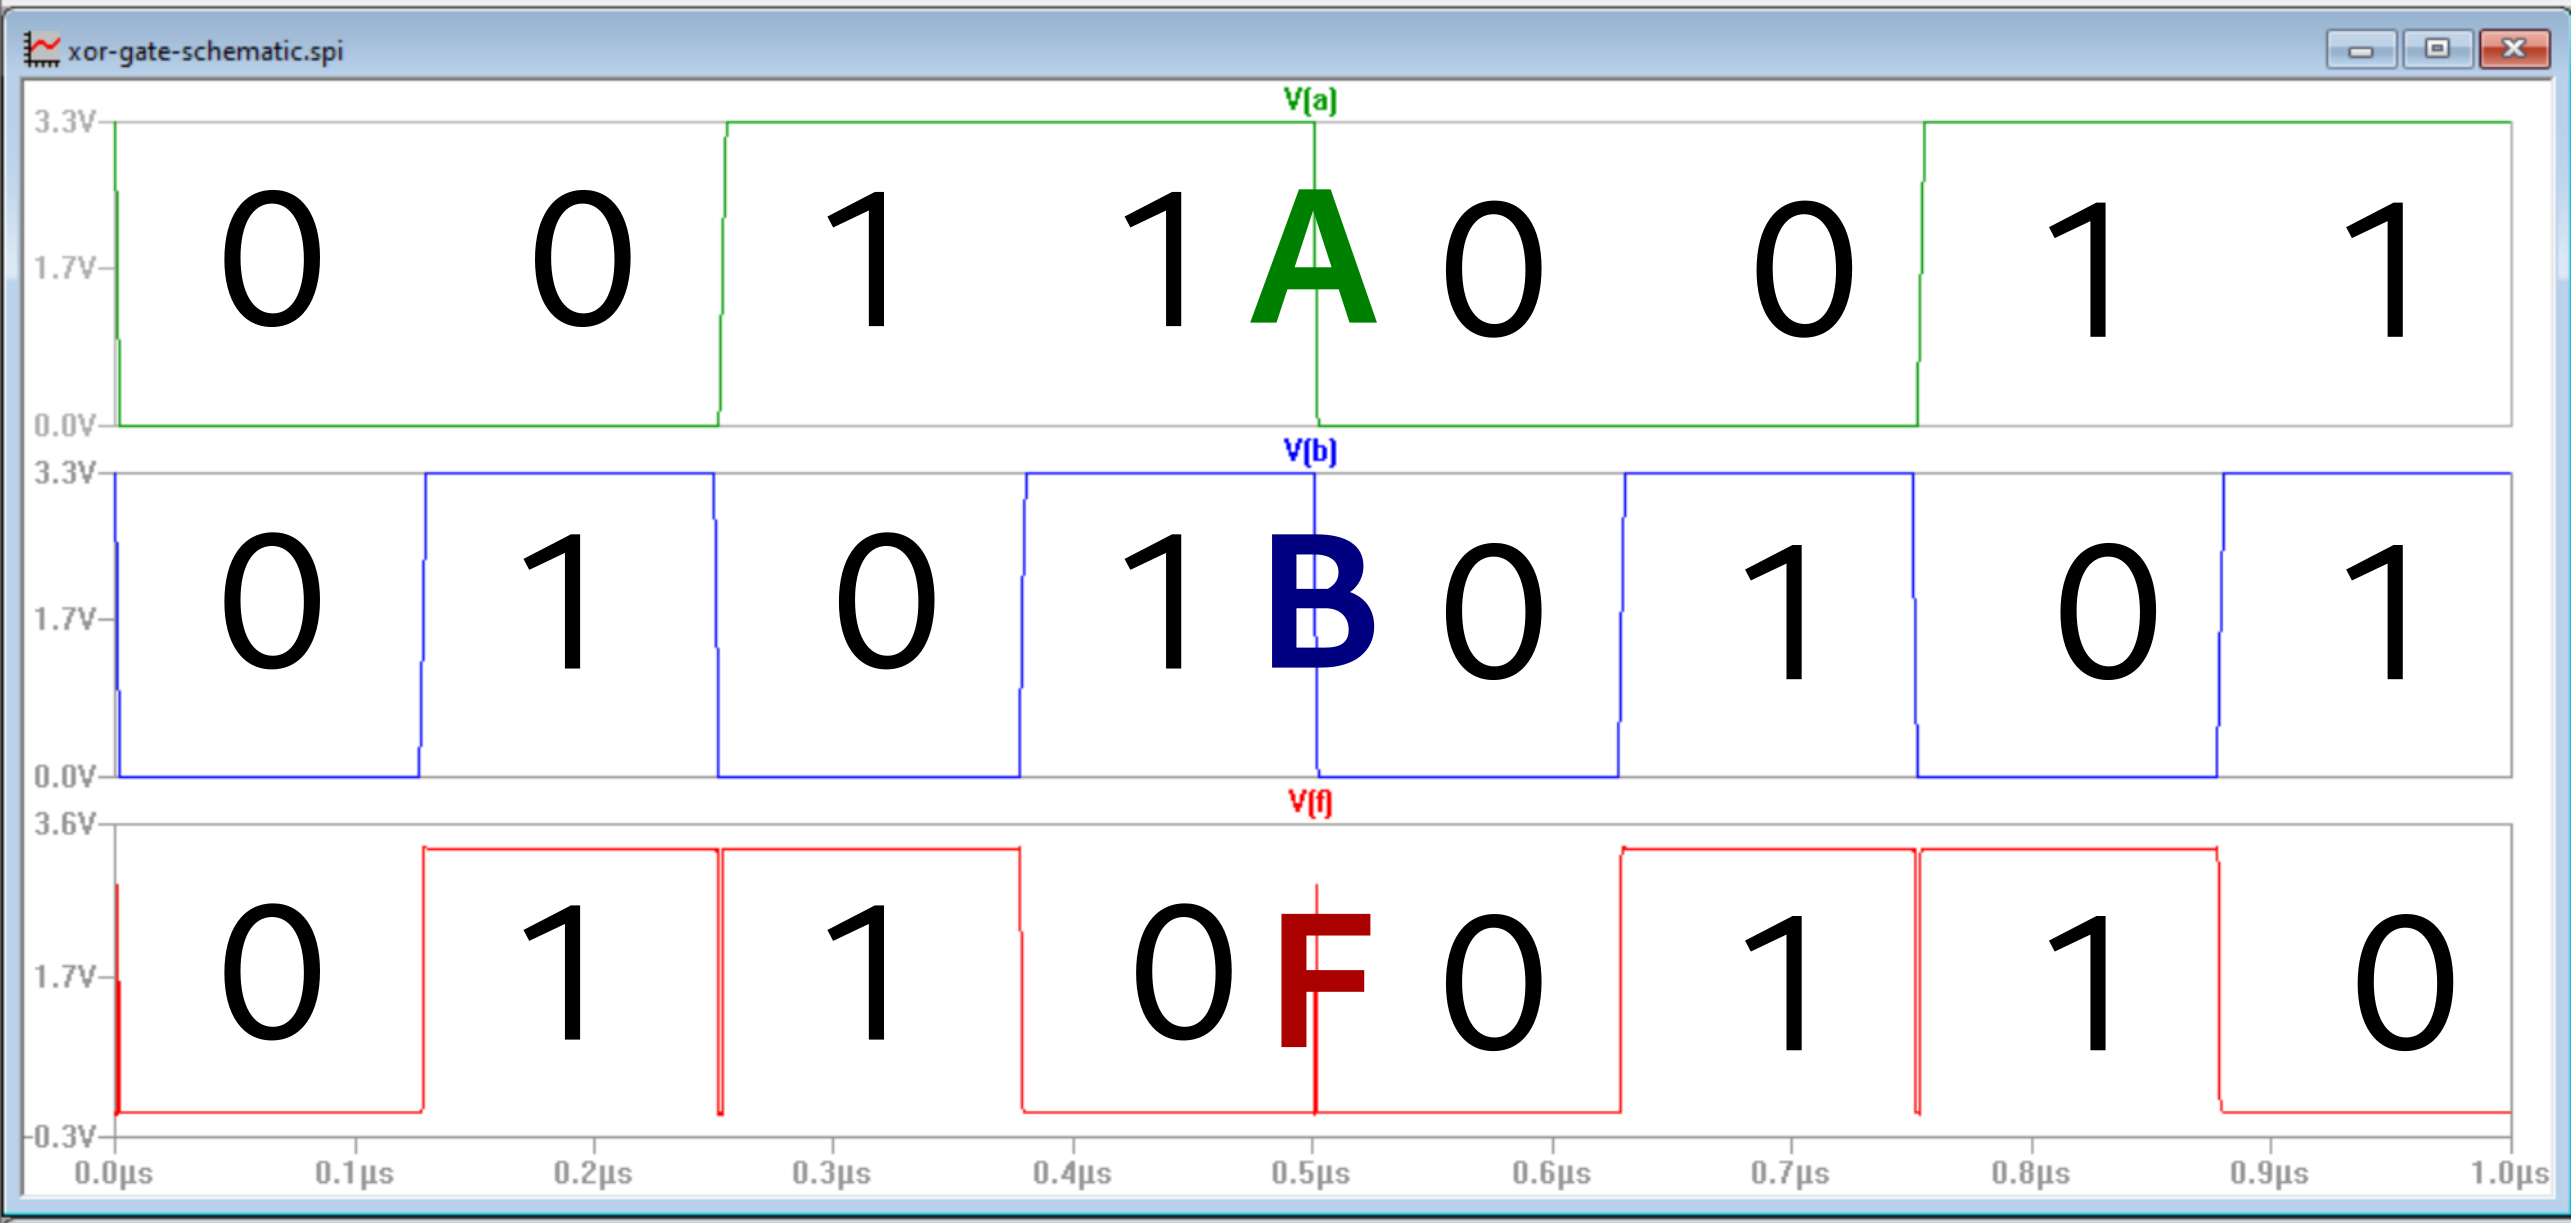 xor-gate-schematic.spi
V(a)
3.3V
0 0 1 1 A 0 0 1 1
1.7V
0.0V
V(b)
3.3V
0 1 0 1 B 0 1 0 1
1.7V
0.0V
V(f)
3.6V
0 1 1 0 F 0 1 1 0
1.7V
-0.3V
0.0µs 0.1µs 0.2µs 0.3µs 0.4µs 0.5µs 0.6µs 0.7µs 0.8µs 0.9µs 1.0µs